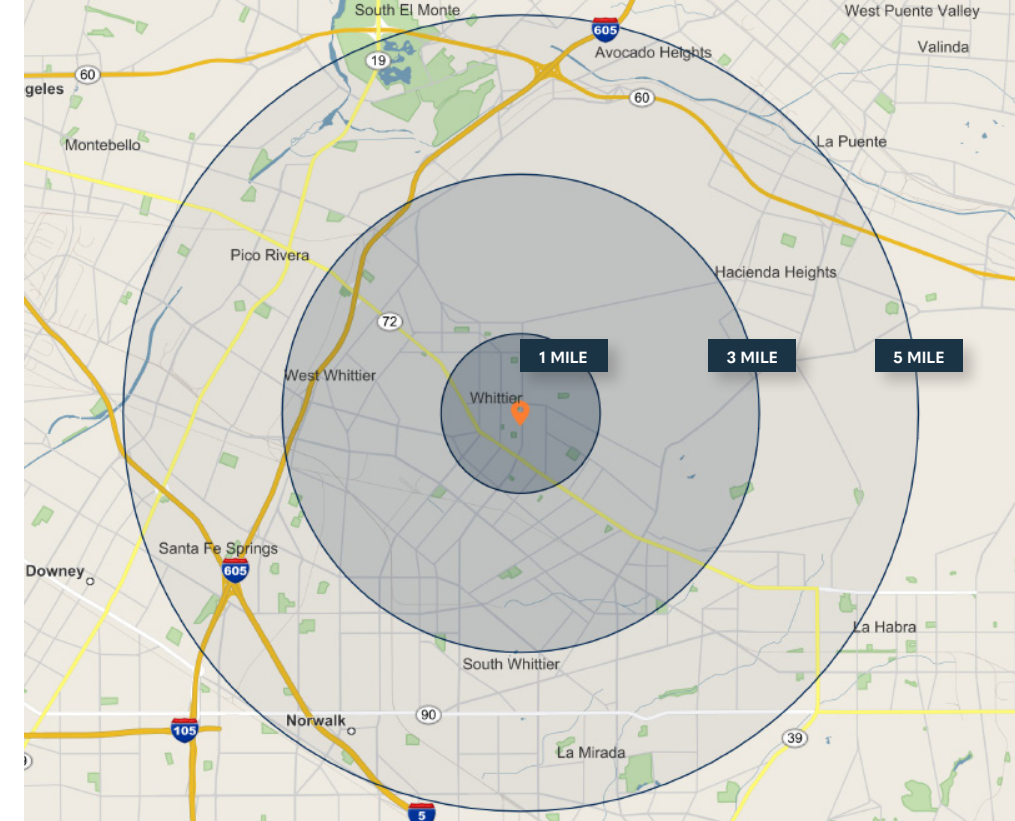 South El Monte
West Puente Valley
605
Avocado Heights
Valinda
19
60
geles
60
Montebello
La Puente
Pico Rivera
Hacienda Heights
72
1 MILE
3 MILE
5 MILE
West Whittier
Whittier
Santa Fe Springs
605
Downey
La Habra
South Whittier
90
Norwalk
105
39
La Mirada
5